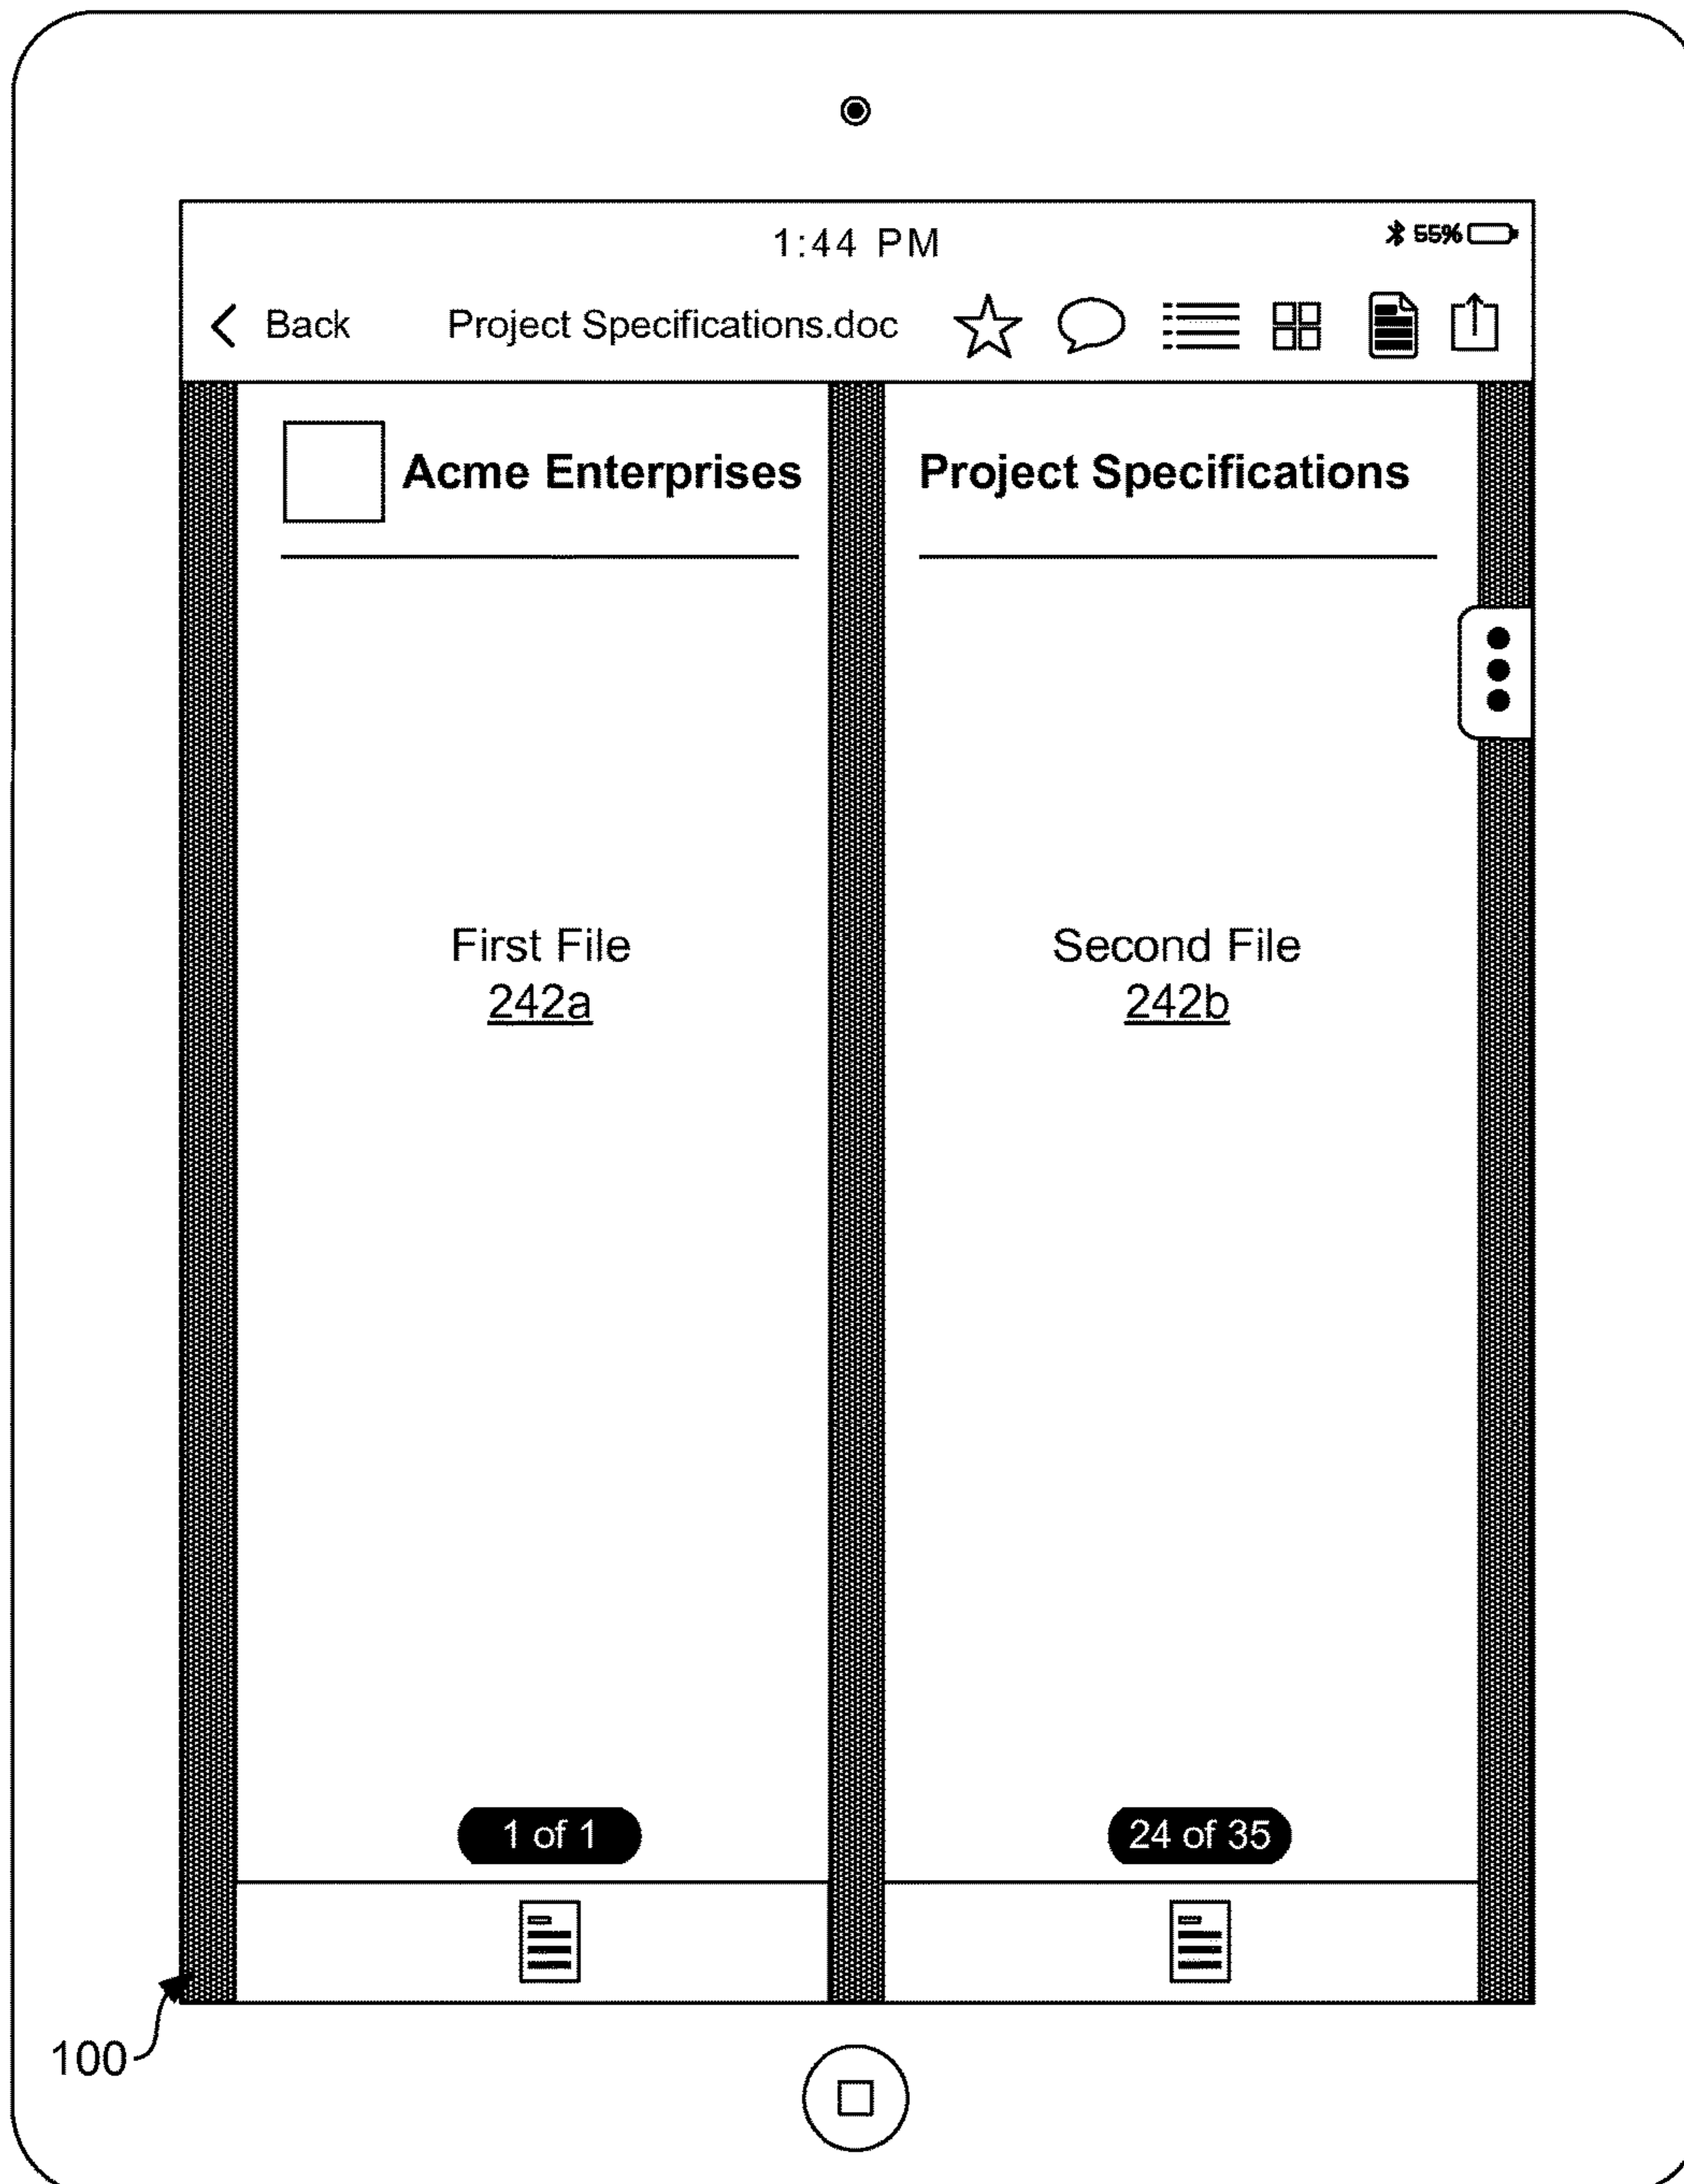 1:44 PM
55%
Back
Project Specifications.doc
Acme Enterprises
Project Specifications
First File
242a
Second File
242b
1 of 1
24 of 35
100